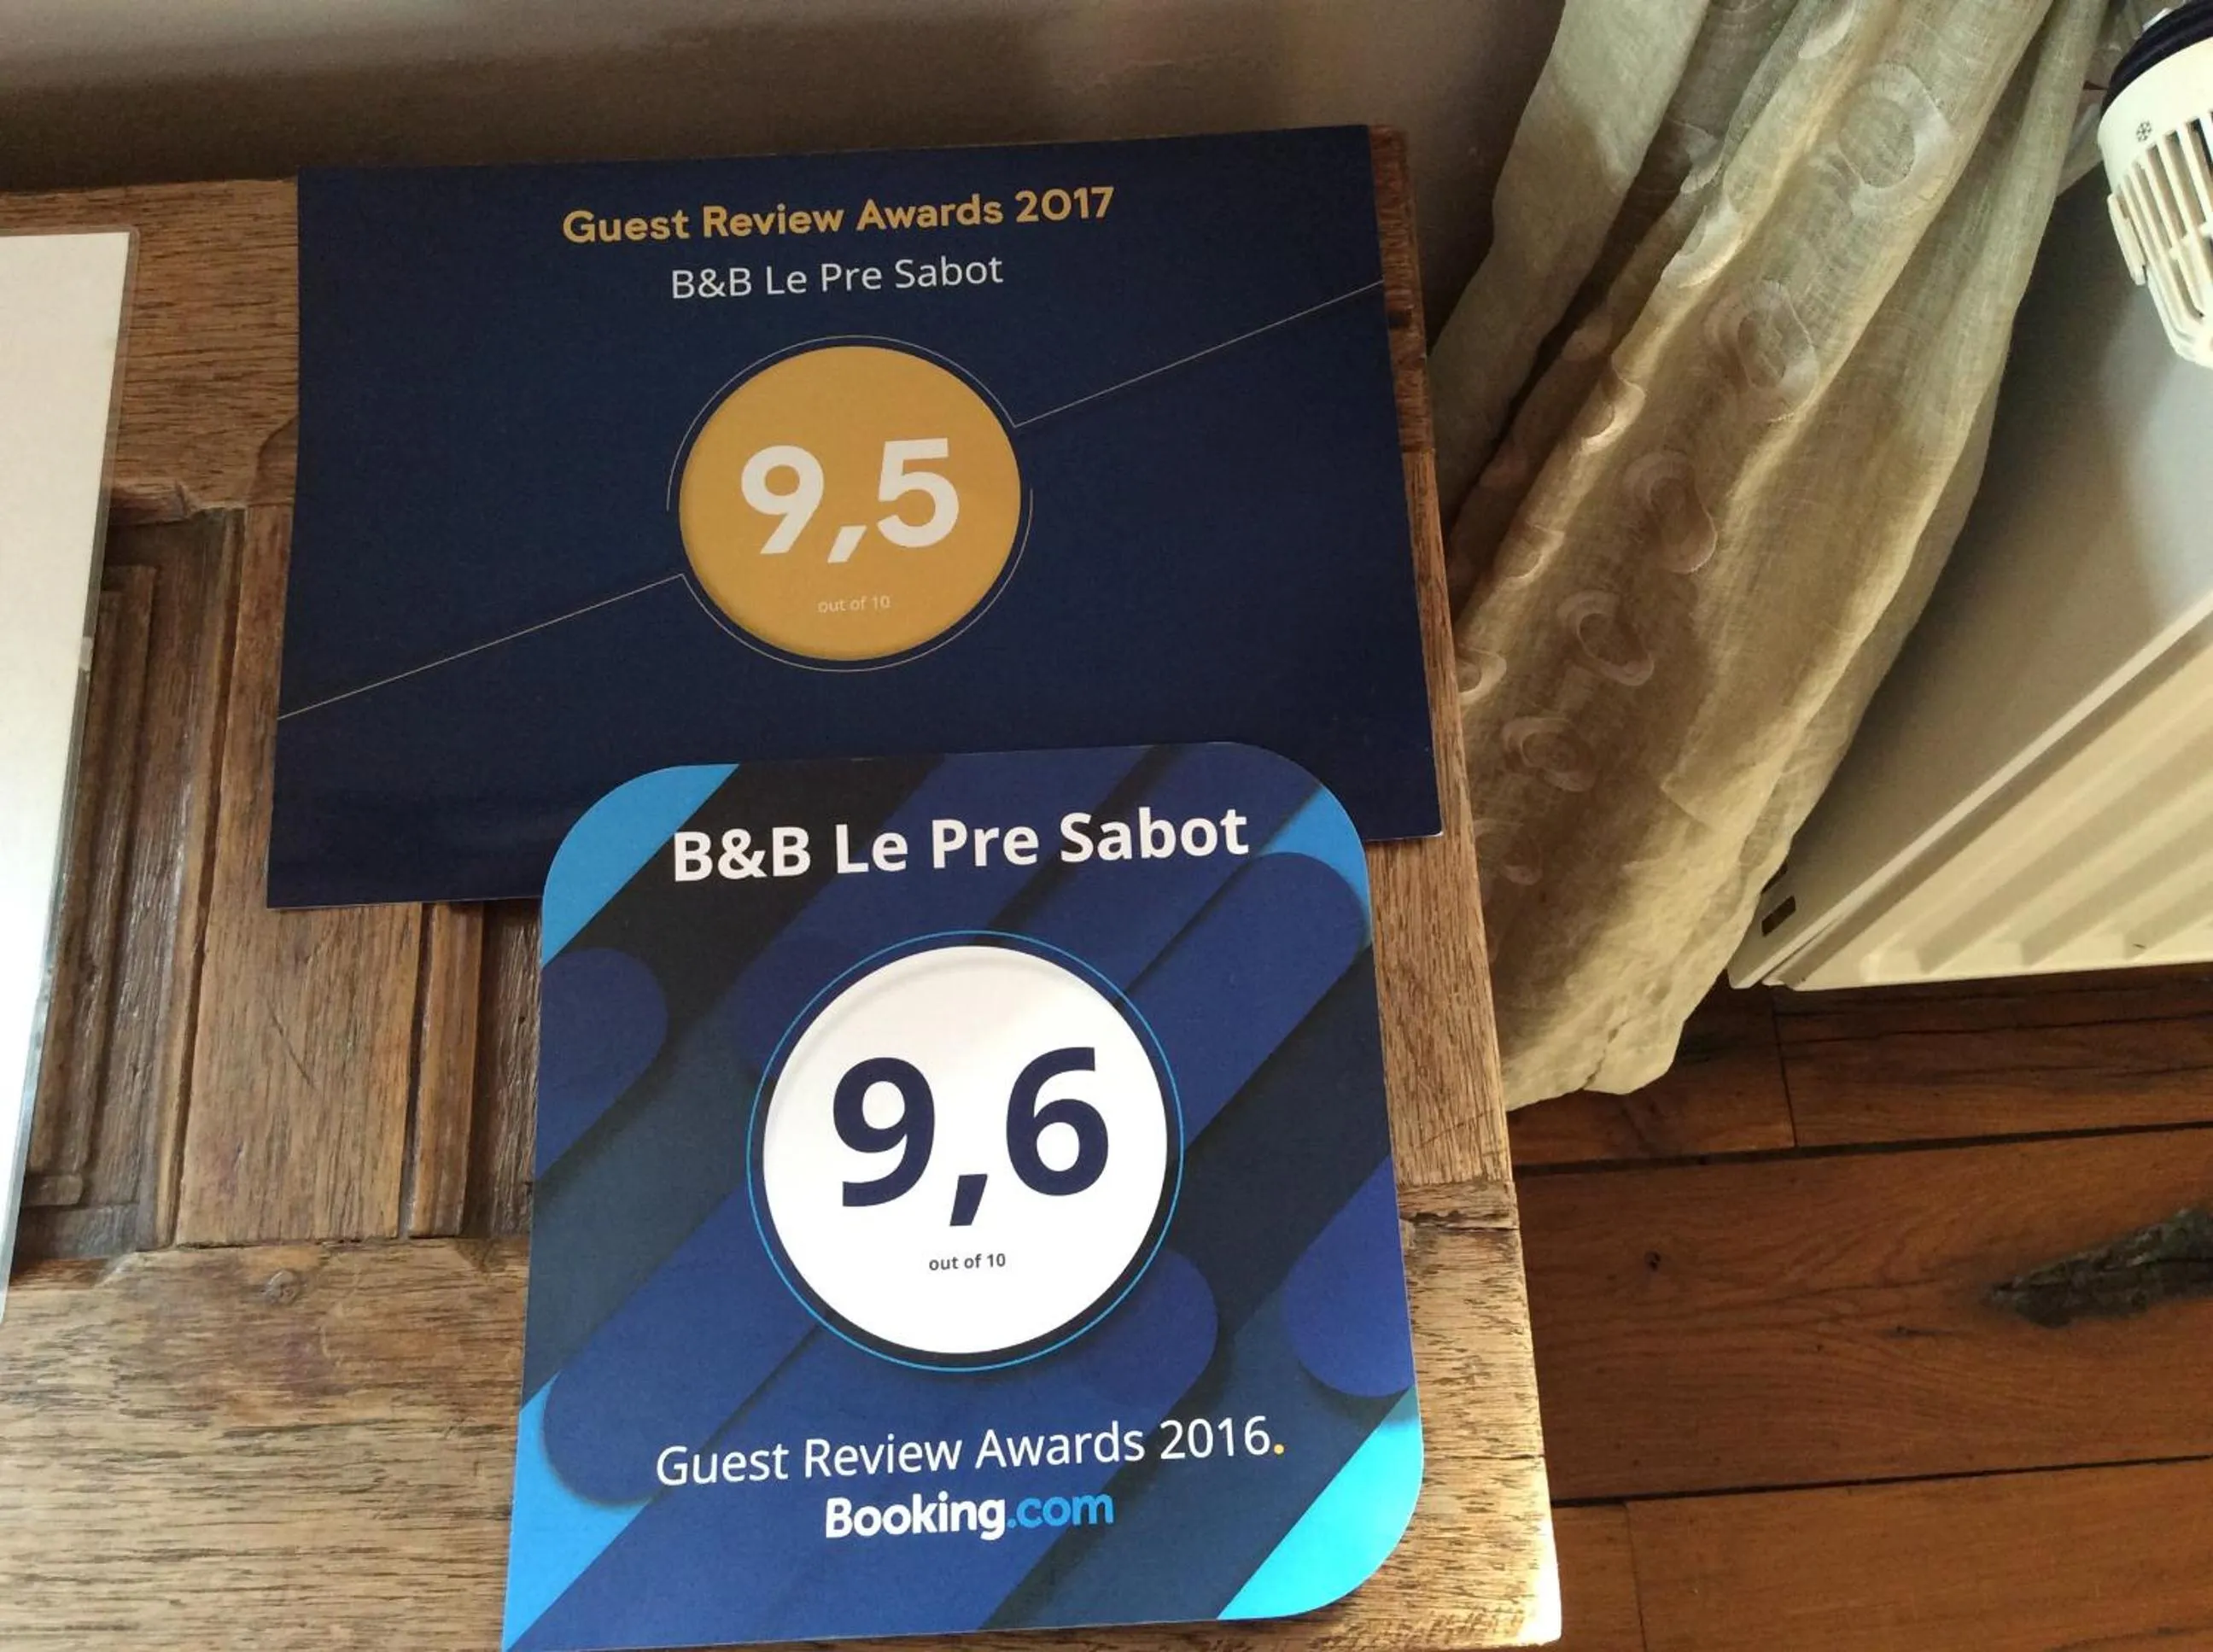 Guest Review Awards 2017
B&B Le Pre Sabot
9,5
out of 10
B&B Le Pre Sabot
9,6
out of 10
Guest Review Awards 2016.
Booking.com